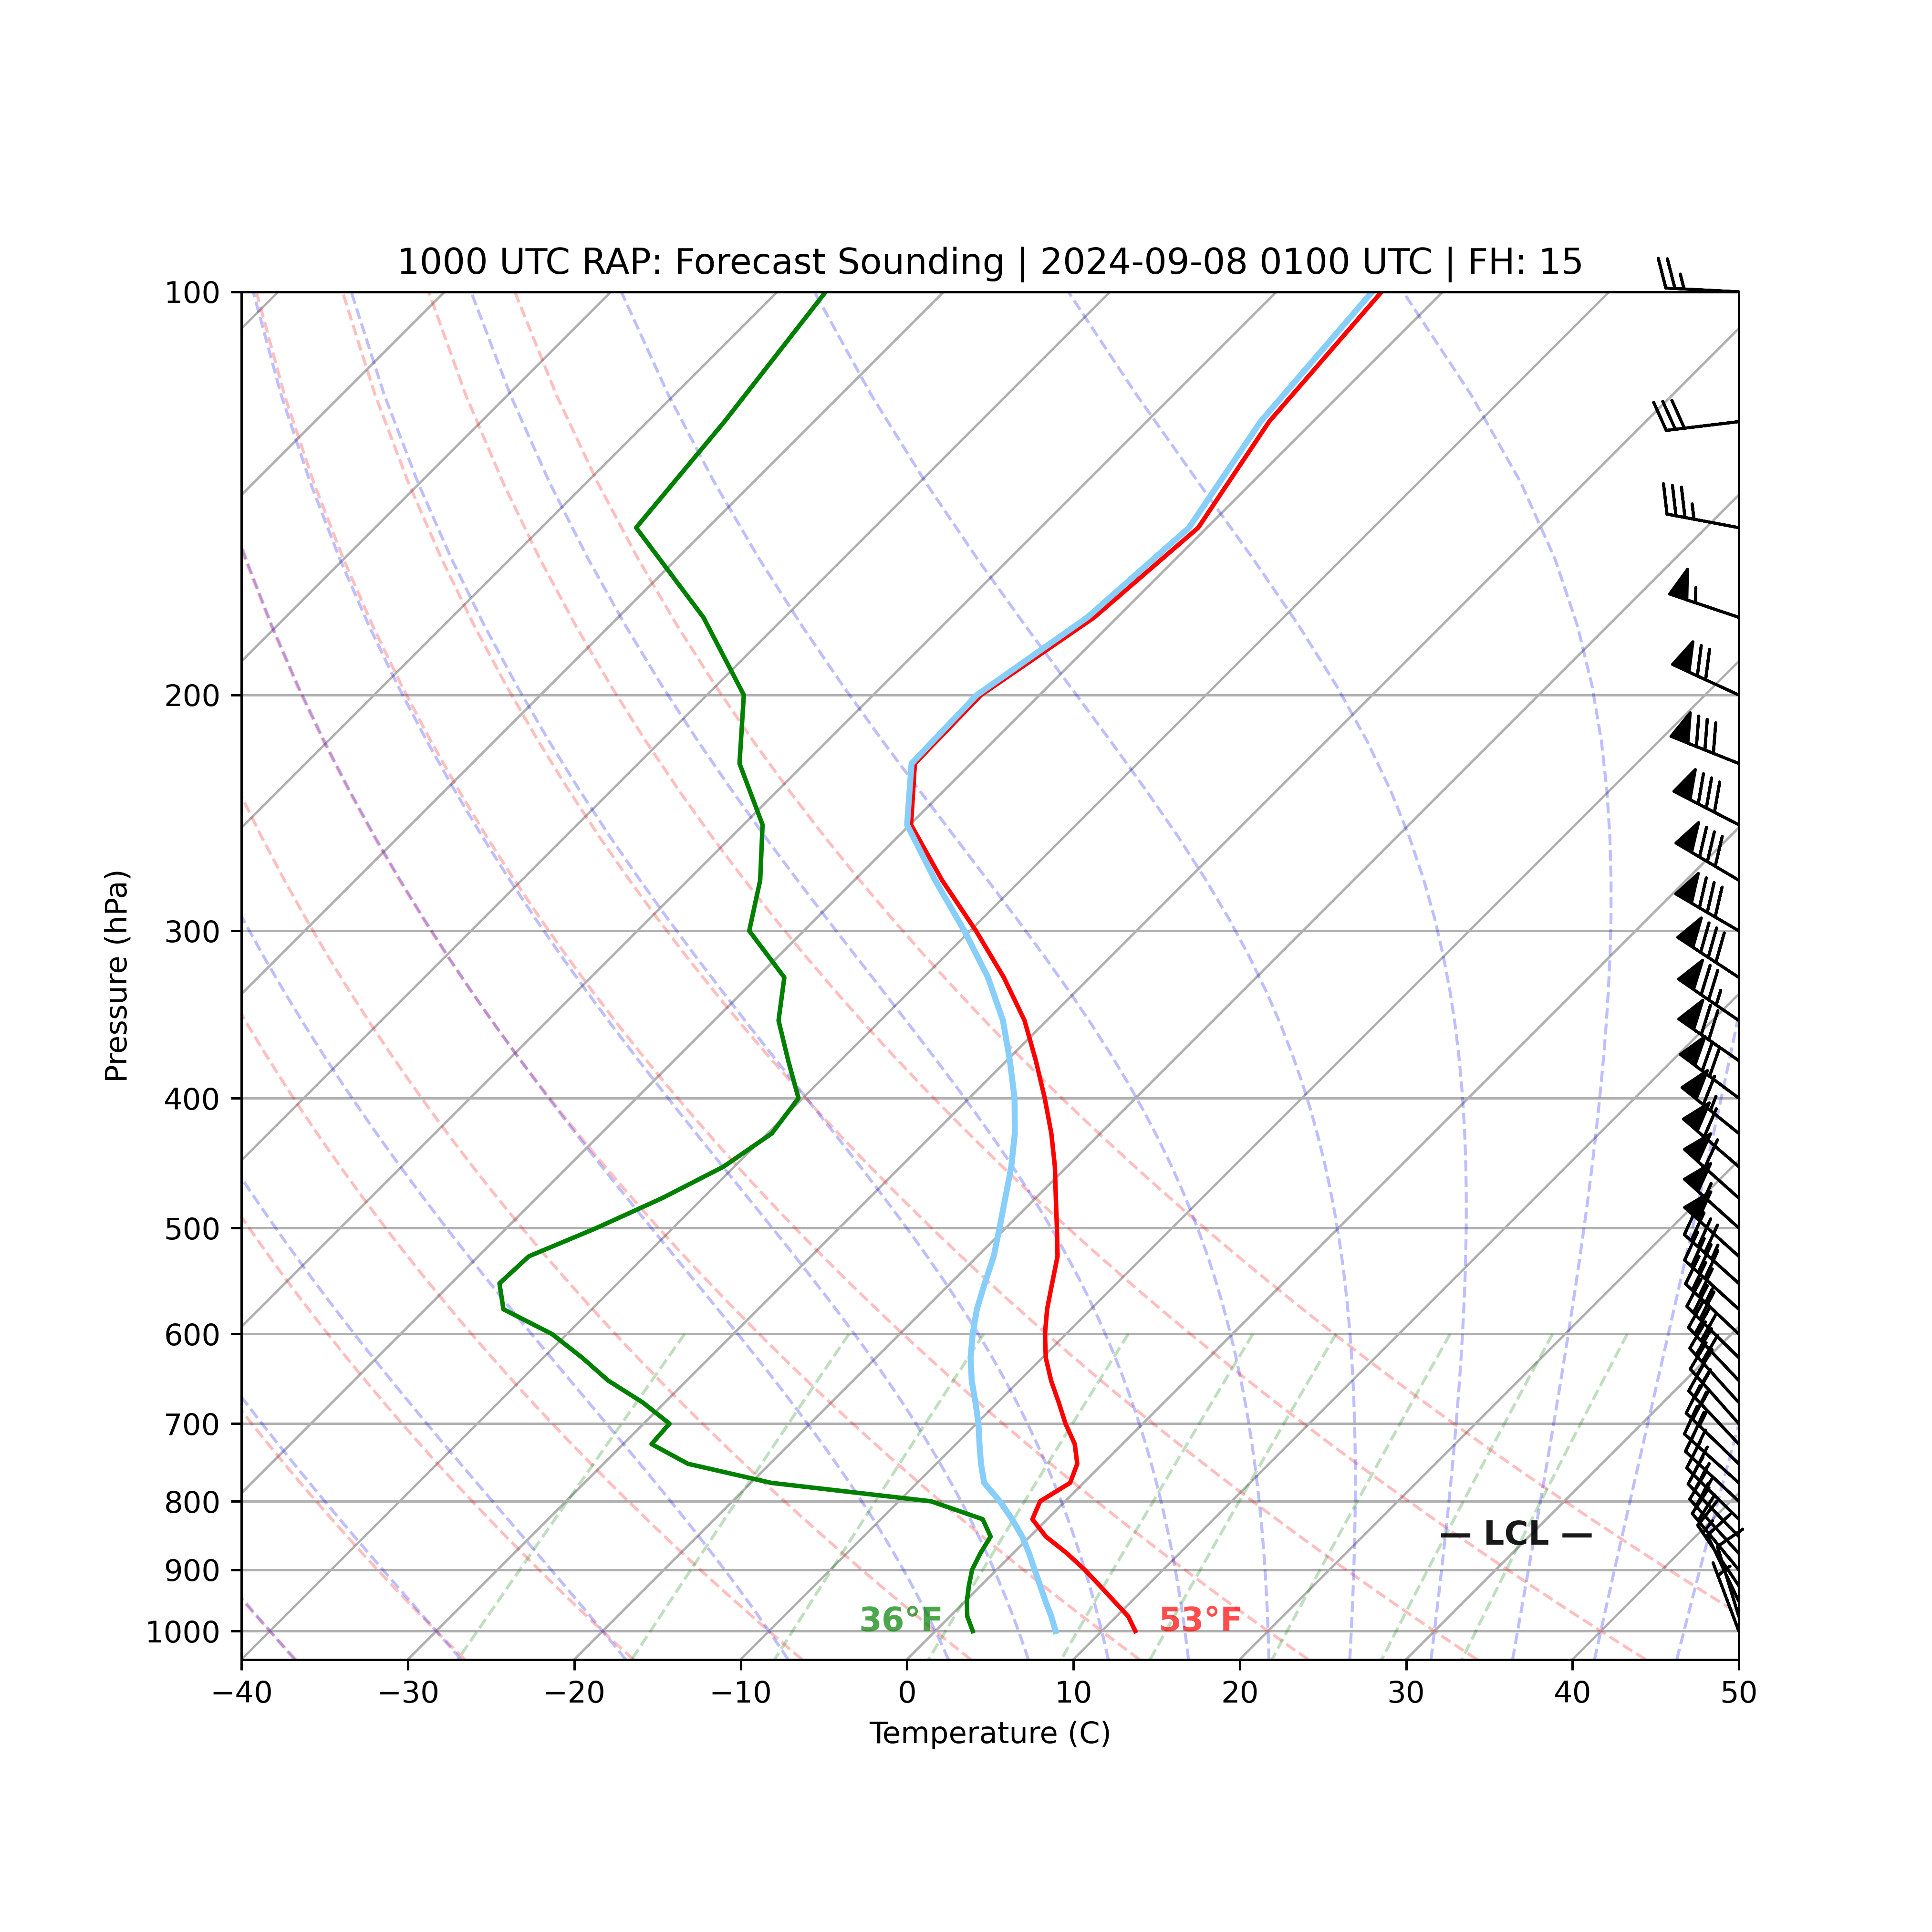 1000 UTC RAP: Forecast Sounding | 2024-09-08 0100 UTC | FH: 15
100
200
300
400
500
600
700
800
900
1000
Pressure (hPa)
— LCL —
36°F
53°F
−40 −30 −20 −10 0 10 20 30 40 50
Temperature (C)